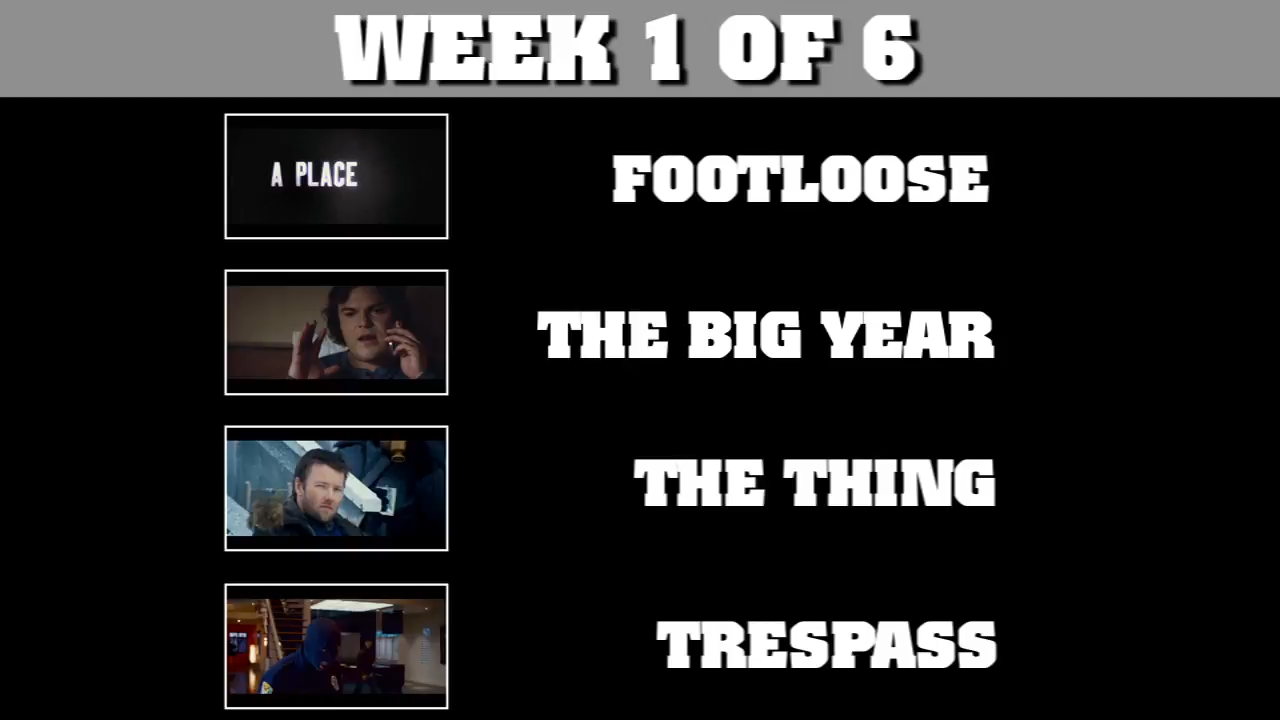 WEEK 1 OF 6
A PLACE
FOOTLOOSE
THE BIG YEAR
THE THING
TRESPASS